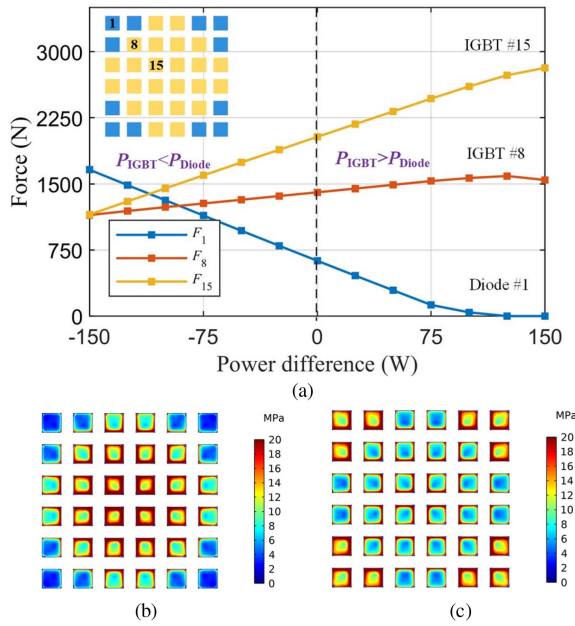 1
8
15
IGBT #15
P_IGBT<P_Diode
P_IGBT>P_Diode
IGBT #8
F_1
F_8
F_15
Diode #1
Force (N)
3000
2250
1500
750
0
-150
-75
0
75
150
Power difference (W)
(a)
MPa
20
18
16
14
12
10
8
6
4
2
0
MPa
20
18
16
14
12
10
8
6
4
2
0
(b)
(c)